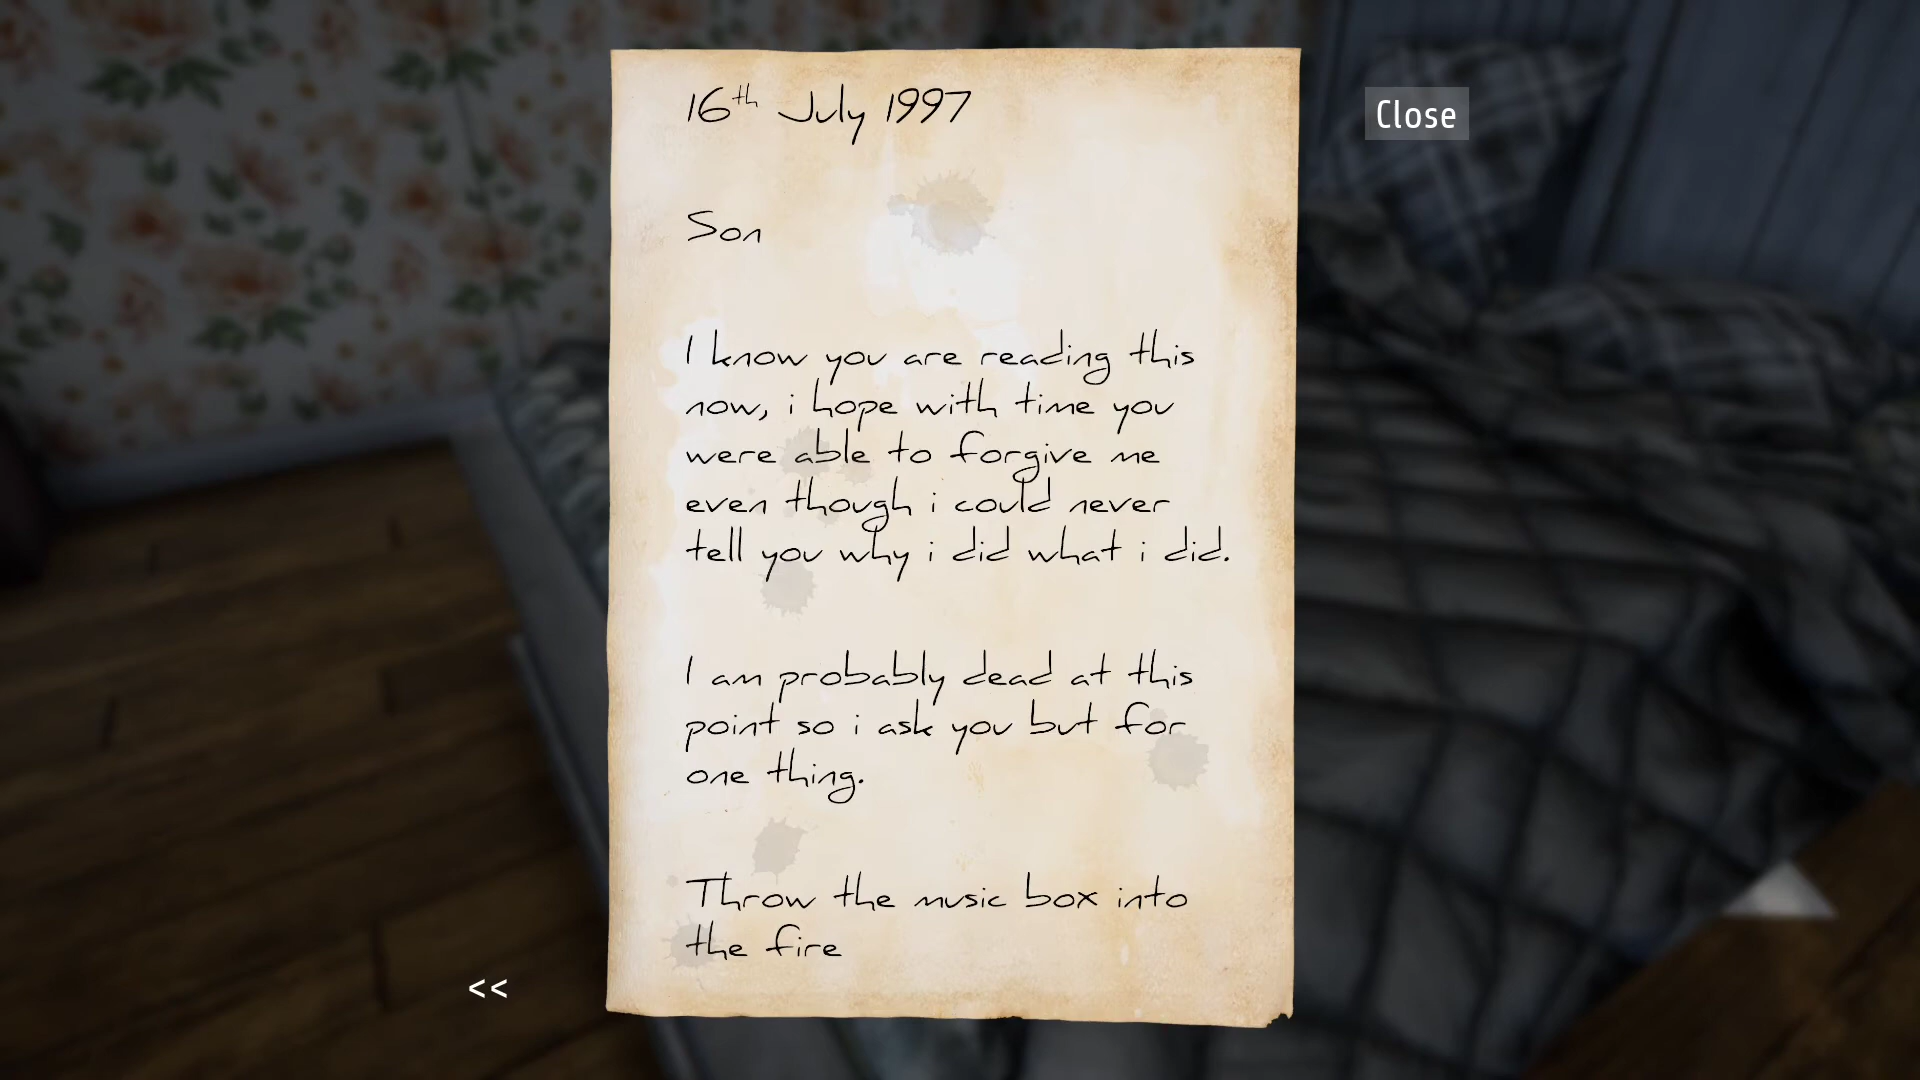 16th July 1997
Close
Son
I know you are reading this
now, i hope with time you
were able to forgive me
even though i could never
tell you why i did what i did.
I am probably dead at this
point so i ask you but for
one thing.
Throw the music box into
the fire
<<